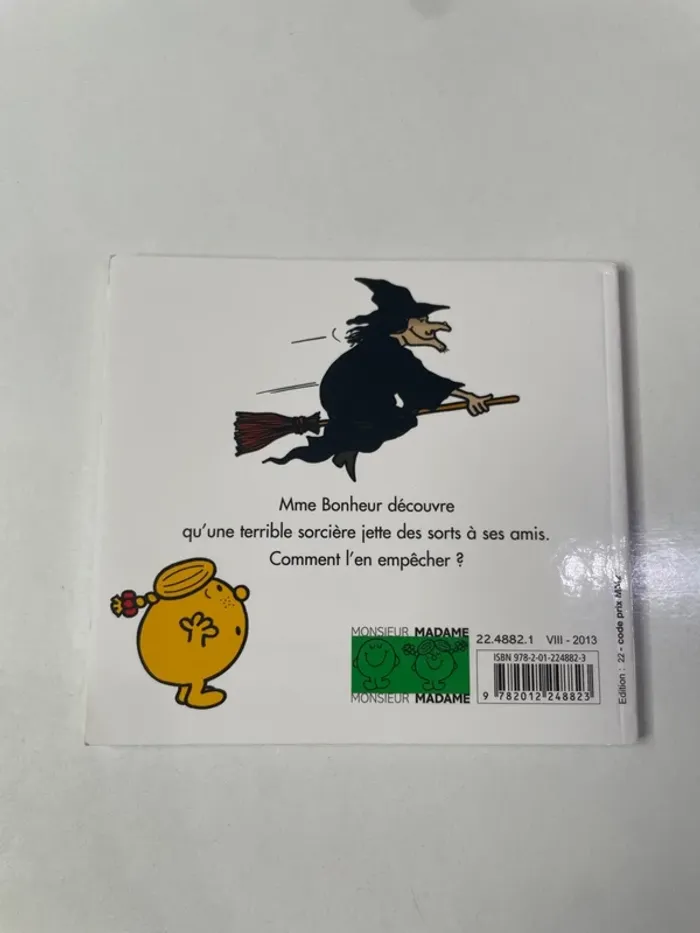 Mme Bonheur découvre
qu'une terrible sorcière jette des sorts à ses amis.
Comment l'en empêcher ?
MONSIEUR MADAME
MONSIEUR MADAME
22.4882.1 VIII - 2013
ISBN 978-2-01-224882-3
9 782012 248823
Edition : 22 - code prix